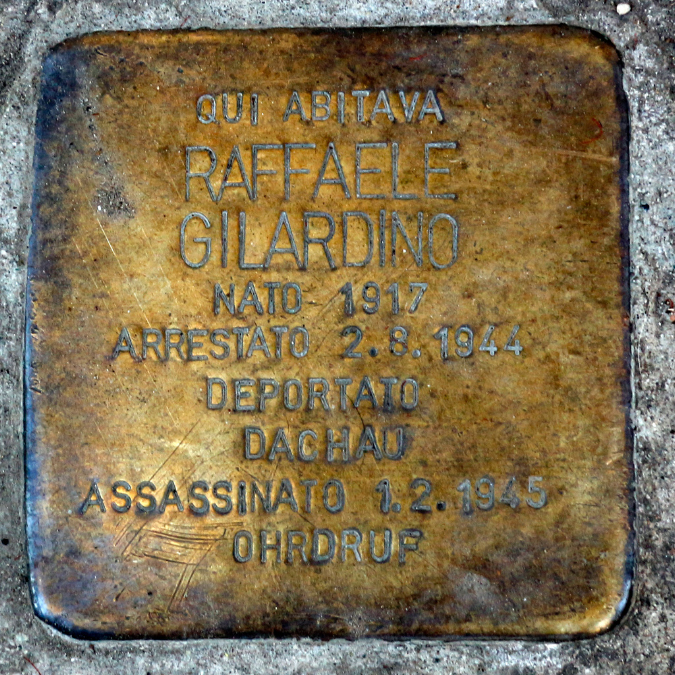 QUI ABITAVA
RAFFAELE
GILARDINO
NATO 1917
ARRESTATO 2.8.1944
DEPORTATO
DACHAU
ASSASSINATO 1.2.1945
OHRDRUF